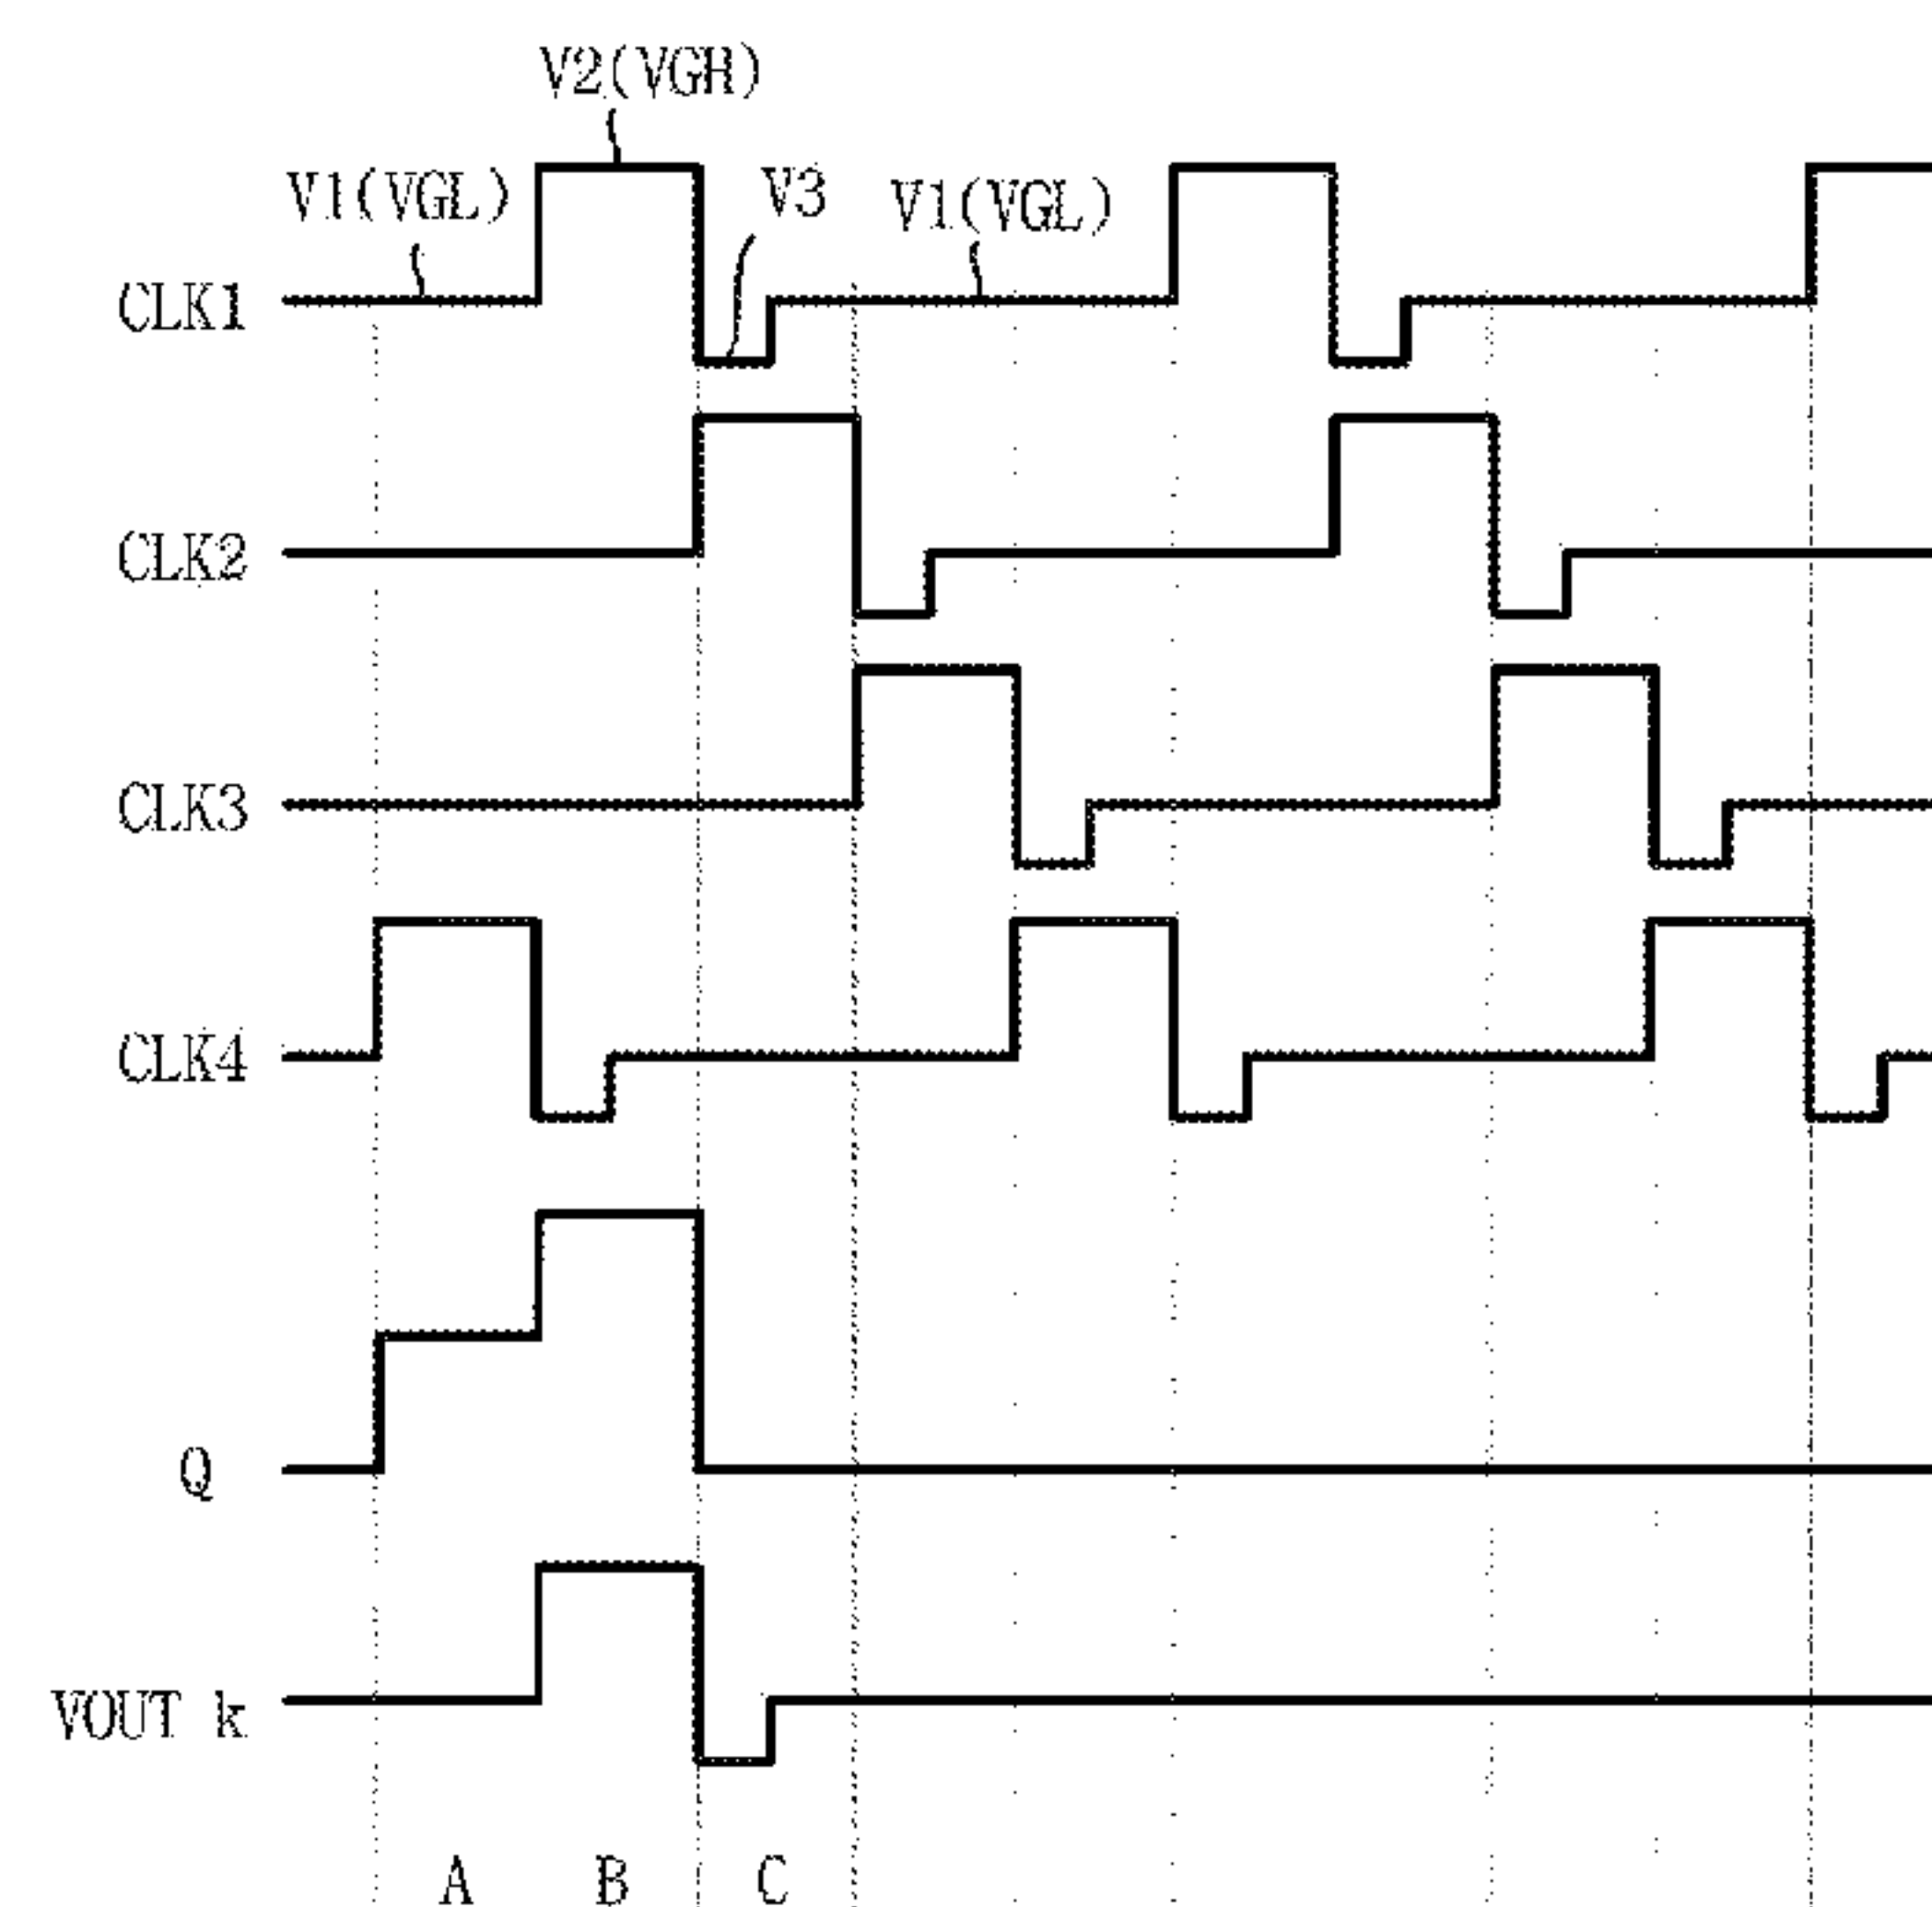 V2(VGH)
V1(VGL) V3 V1(VGL)
CLK1
CLK2
CLK3
CLK4
Q
VOUT k
A B C